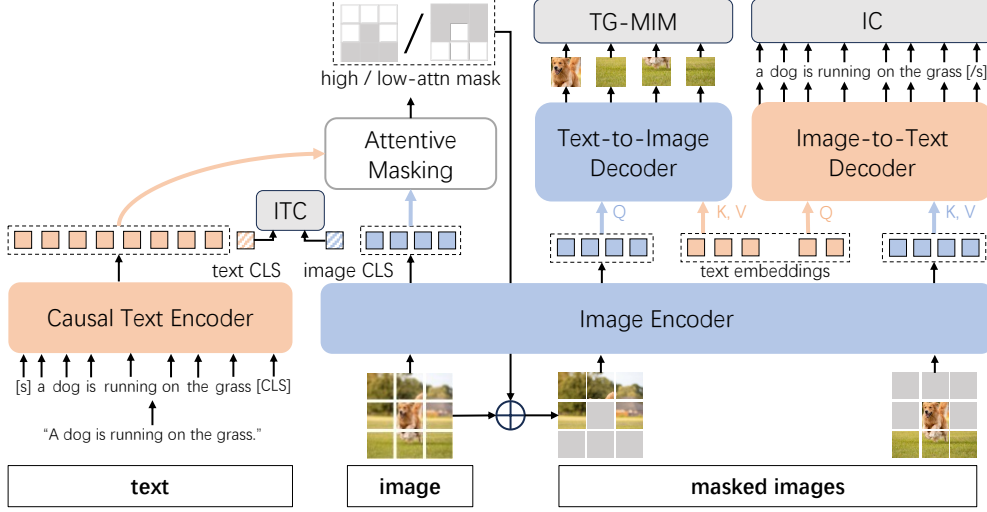 high / low-attn mask
TG-MIM
IC
a dog is running on the grass [/s]
Attentive
Masking
Text-to-Image
Decoder
Image-to-Text
Decoder
ITC
Q
K, V
Q
K, V
text CLS
image CLS
text embeddings
Causal Text Encoder
Image Encoder
[s] a dog is running on the grass [CLS]
“A dog is running on the grass.”
text
image
masked images